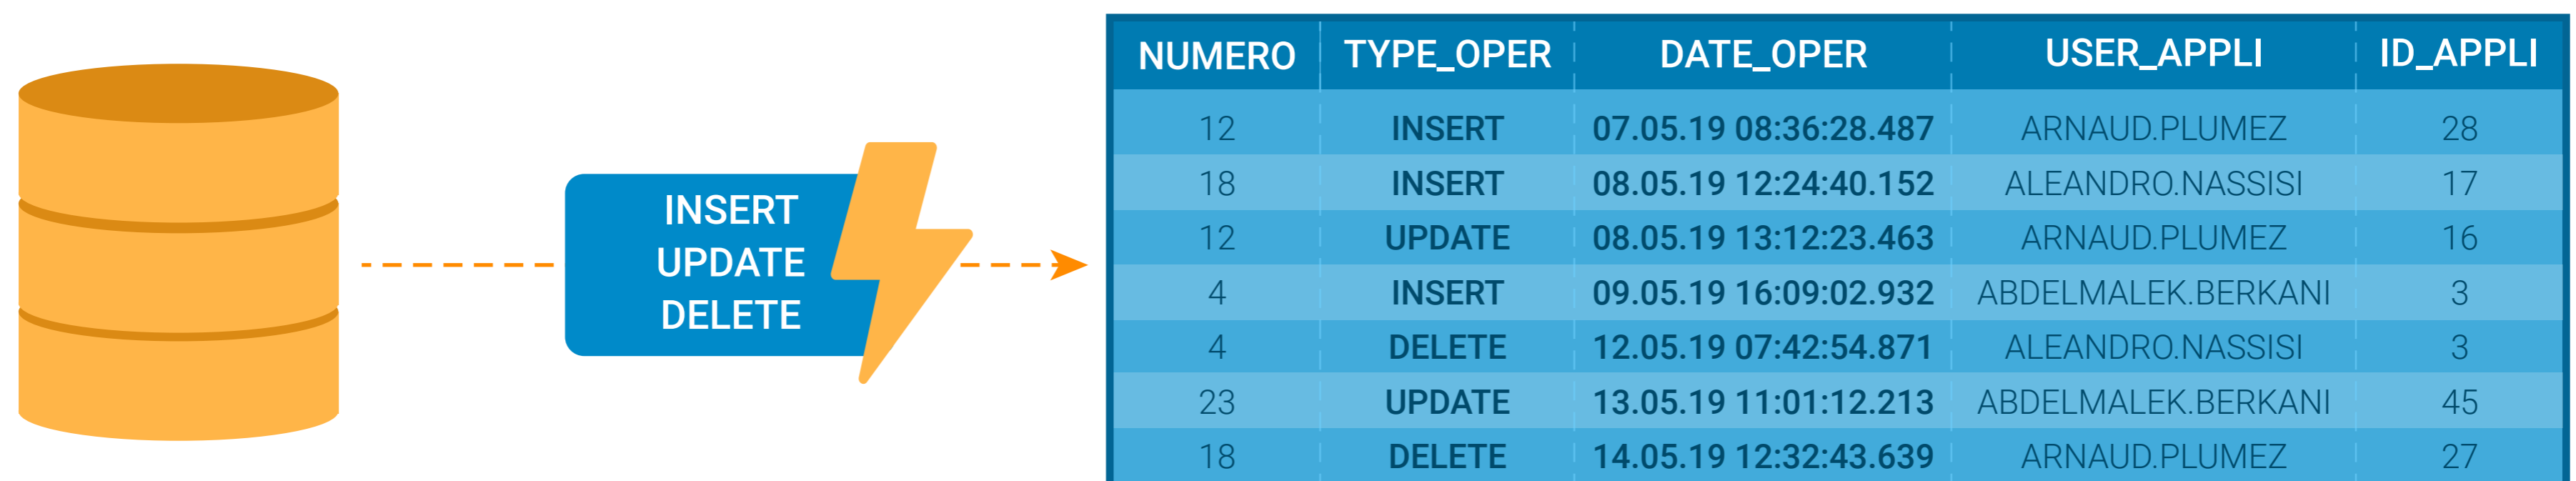 INSERT
UPDATE
DELETE
NUMERO TYPE_OPER DATE_OPER USER_APPLI ID_APPLI
12 INSERT 07.05.19 08:36:28.487 ARNAUD.PLUMEZ 28
18 INSERT 08.05.19 12:24:40.152 ALEANDRO.NASSISI 17
12 UPDATE 08.05.19 13:12:23.463 ARNAUD.PLUMEZ 16
4 INSERT 09.05.19 16:09:02.932 ABDELMALEK.BERKANI 3
4 DELETE 12.05.19 07:42:54.871 ALEANDRO.NASSISI 3
23 UPDATE 13.05.19 11:01:12.213 ABDELMALEK.BERKANI 45
18 DELETE 14.05.19 12:32:43.639 ARNAUD.PLUMEZ 27